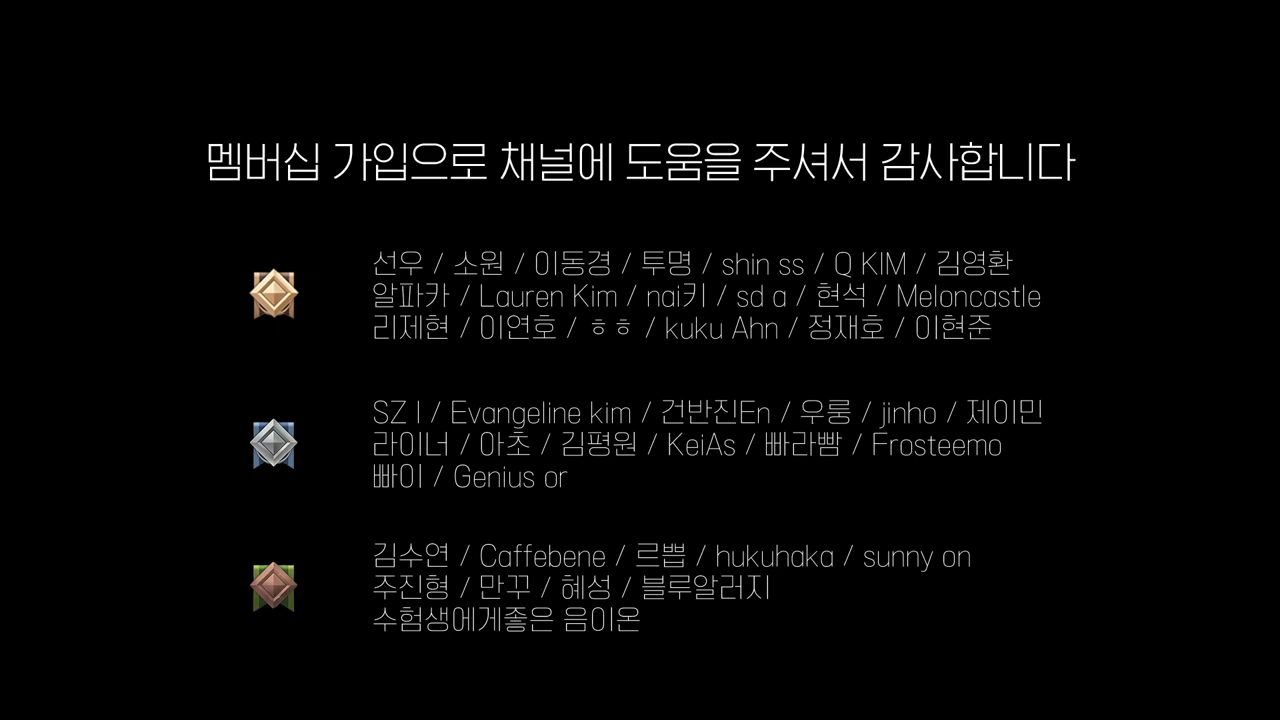 멤버십 가입으로 채널에 도움을 주셔서 감사합니다
선우 / 소원 / 이동경 / 투명 / shin ss / Q KIM / 김영환
알파카 / Lauren Kim / nai키 / sd a / 현석 / Meloncastle
리제현 / 이연호 / ㅎㅎ / kuku Ahn / 정재호 / 이현준
SZ I / Evangeline kim / 건반진En / 우룽 / jinho / 제이민
라이너 / 아초 / 김평원 / KeiAs / 빠라빰 / Frosteemo
빠이 / Genius or
김수연 / Caffebene / 르쁩 / hukuhaka / sunny on
주진형 / 만꾸 / 혜성 / 블루알러지
수험생에게좋은 음이온